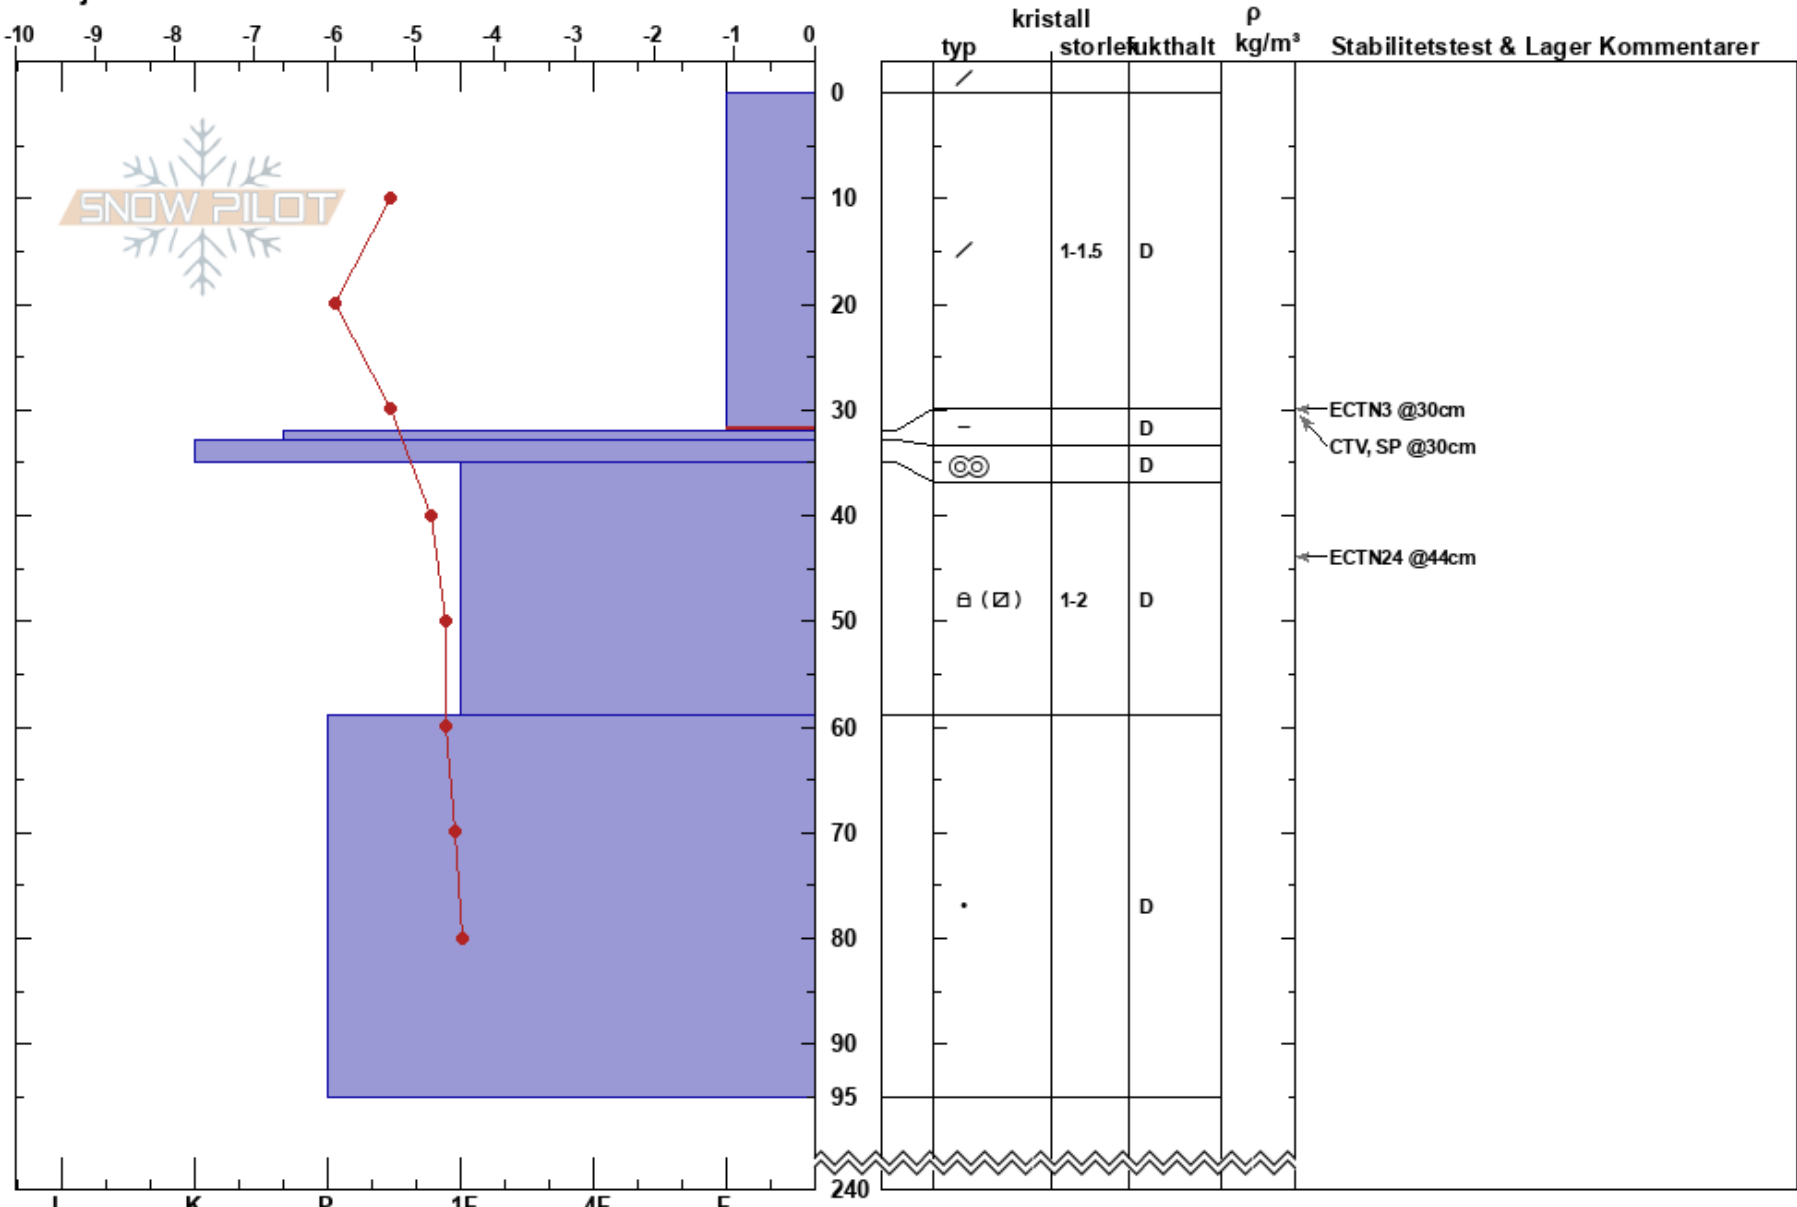 kristall ρ
-10 -9 -8 -7 -6 -5 -4 -3 -2 -1 0
typ storlek fukthalt kg/m³ Stabilitetstest & Lager Kommentarer
0
SNOW PILOT
10
1-1.5 D
20
30 ECTN3 @30cm
D
CTV, SP @30cm
D
40
ECTN24 @44cm
1-2 D
50
60
70
D
80
90
95
240
K P 1F 4F F